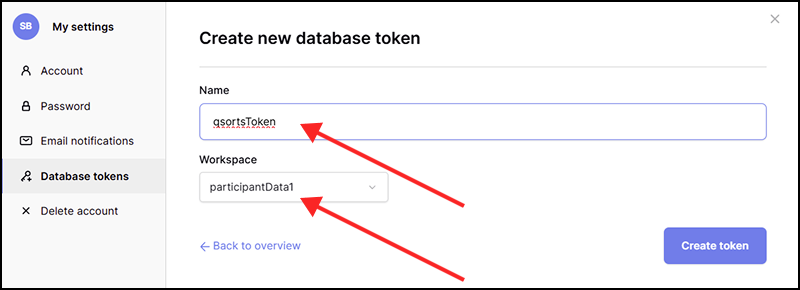 SB My settings
Account
Password
Email notifications
Database tokens
Delete account
Create new database token
Name
qsortsToken
Workspace
participantData1
← Back to overview
Create token